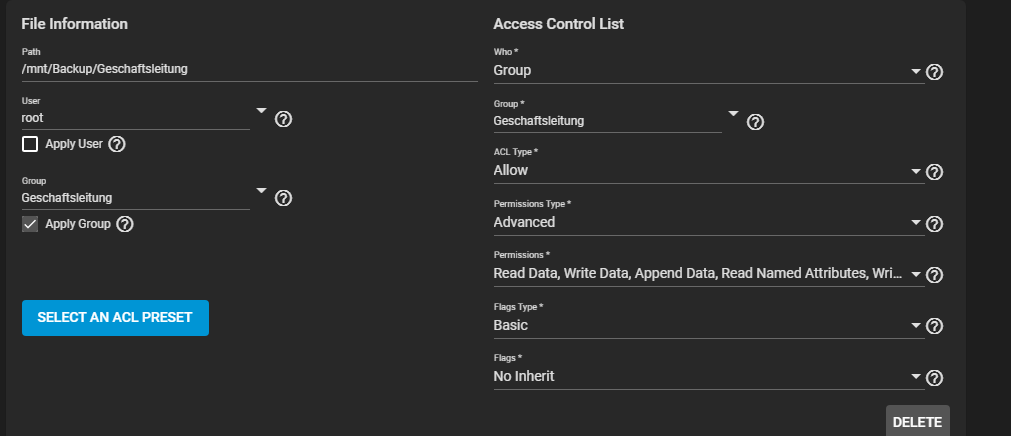 File Information
Path
/mnt/Backup/Geschaftsleitung
User
root
Apply User
Group
Geschaftsleitung
Apply Group
SELECT AN ACL PRESET
Access Control List
Who *
Group
Group *
Geschaftsleitung
ACL Type *
Allow
Permissions Type *
Advanced
Permissions *
Read Data, Write Data, Append Data, Read Named Attributes, Wri...
Flags Type *
Basic
Flags *
No Inherit
DELETE